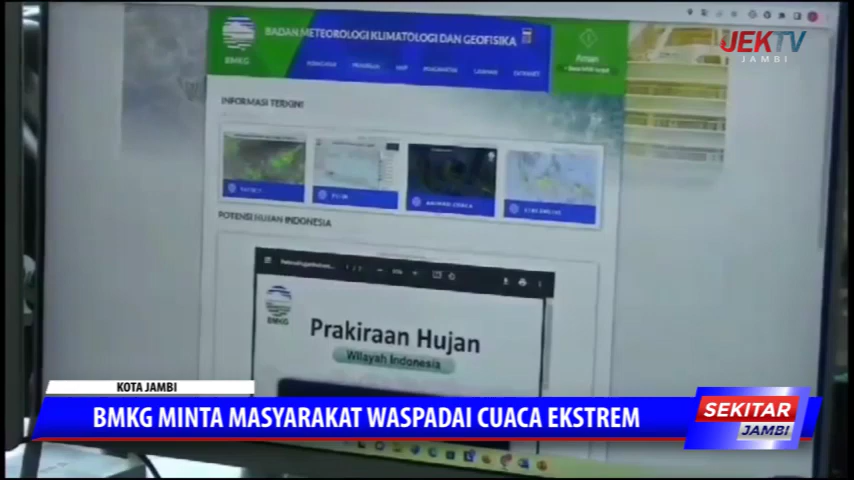 BADAN METEOROLOGI KLIMATOLOGI DAN GEOFISIKA
BMKG
Aman
JEKTV
JAMBI
INFORMASI TERKINI
POTENSI HUJAN INDONESIA
BMKG
Prakiraan Hujan
Wilayah Indonesia
KOTA JAMBI
BMKG MINTA MASYARAKAT WASPADAI CUACA EKSTREM
SEKITAR
JAMBI